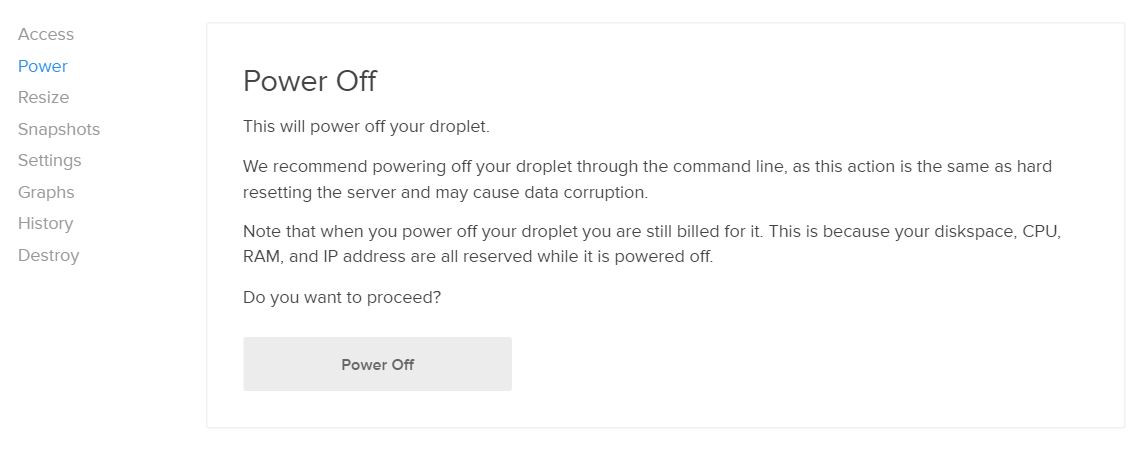 Access
Power
Resize
Snapshots
Settings
Graphs
History
Destroy
Power Off
This will power off your droplet.
We recommend powering off your droplet through the command line, as this action is the same as hard
resetting the server and may cause data corruption.
Note that when you power off your droplet you are still billed for it. This is because your diskspace, CPU,
RAM, and IP address are all reserved while it is powered off.
Do you want to proceed?
Power Off